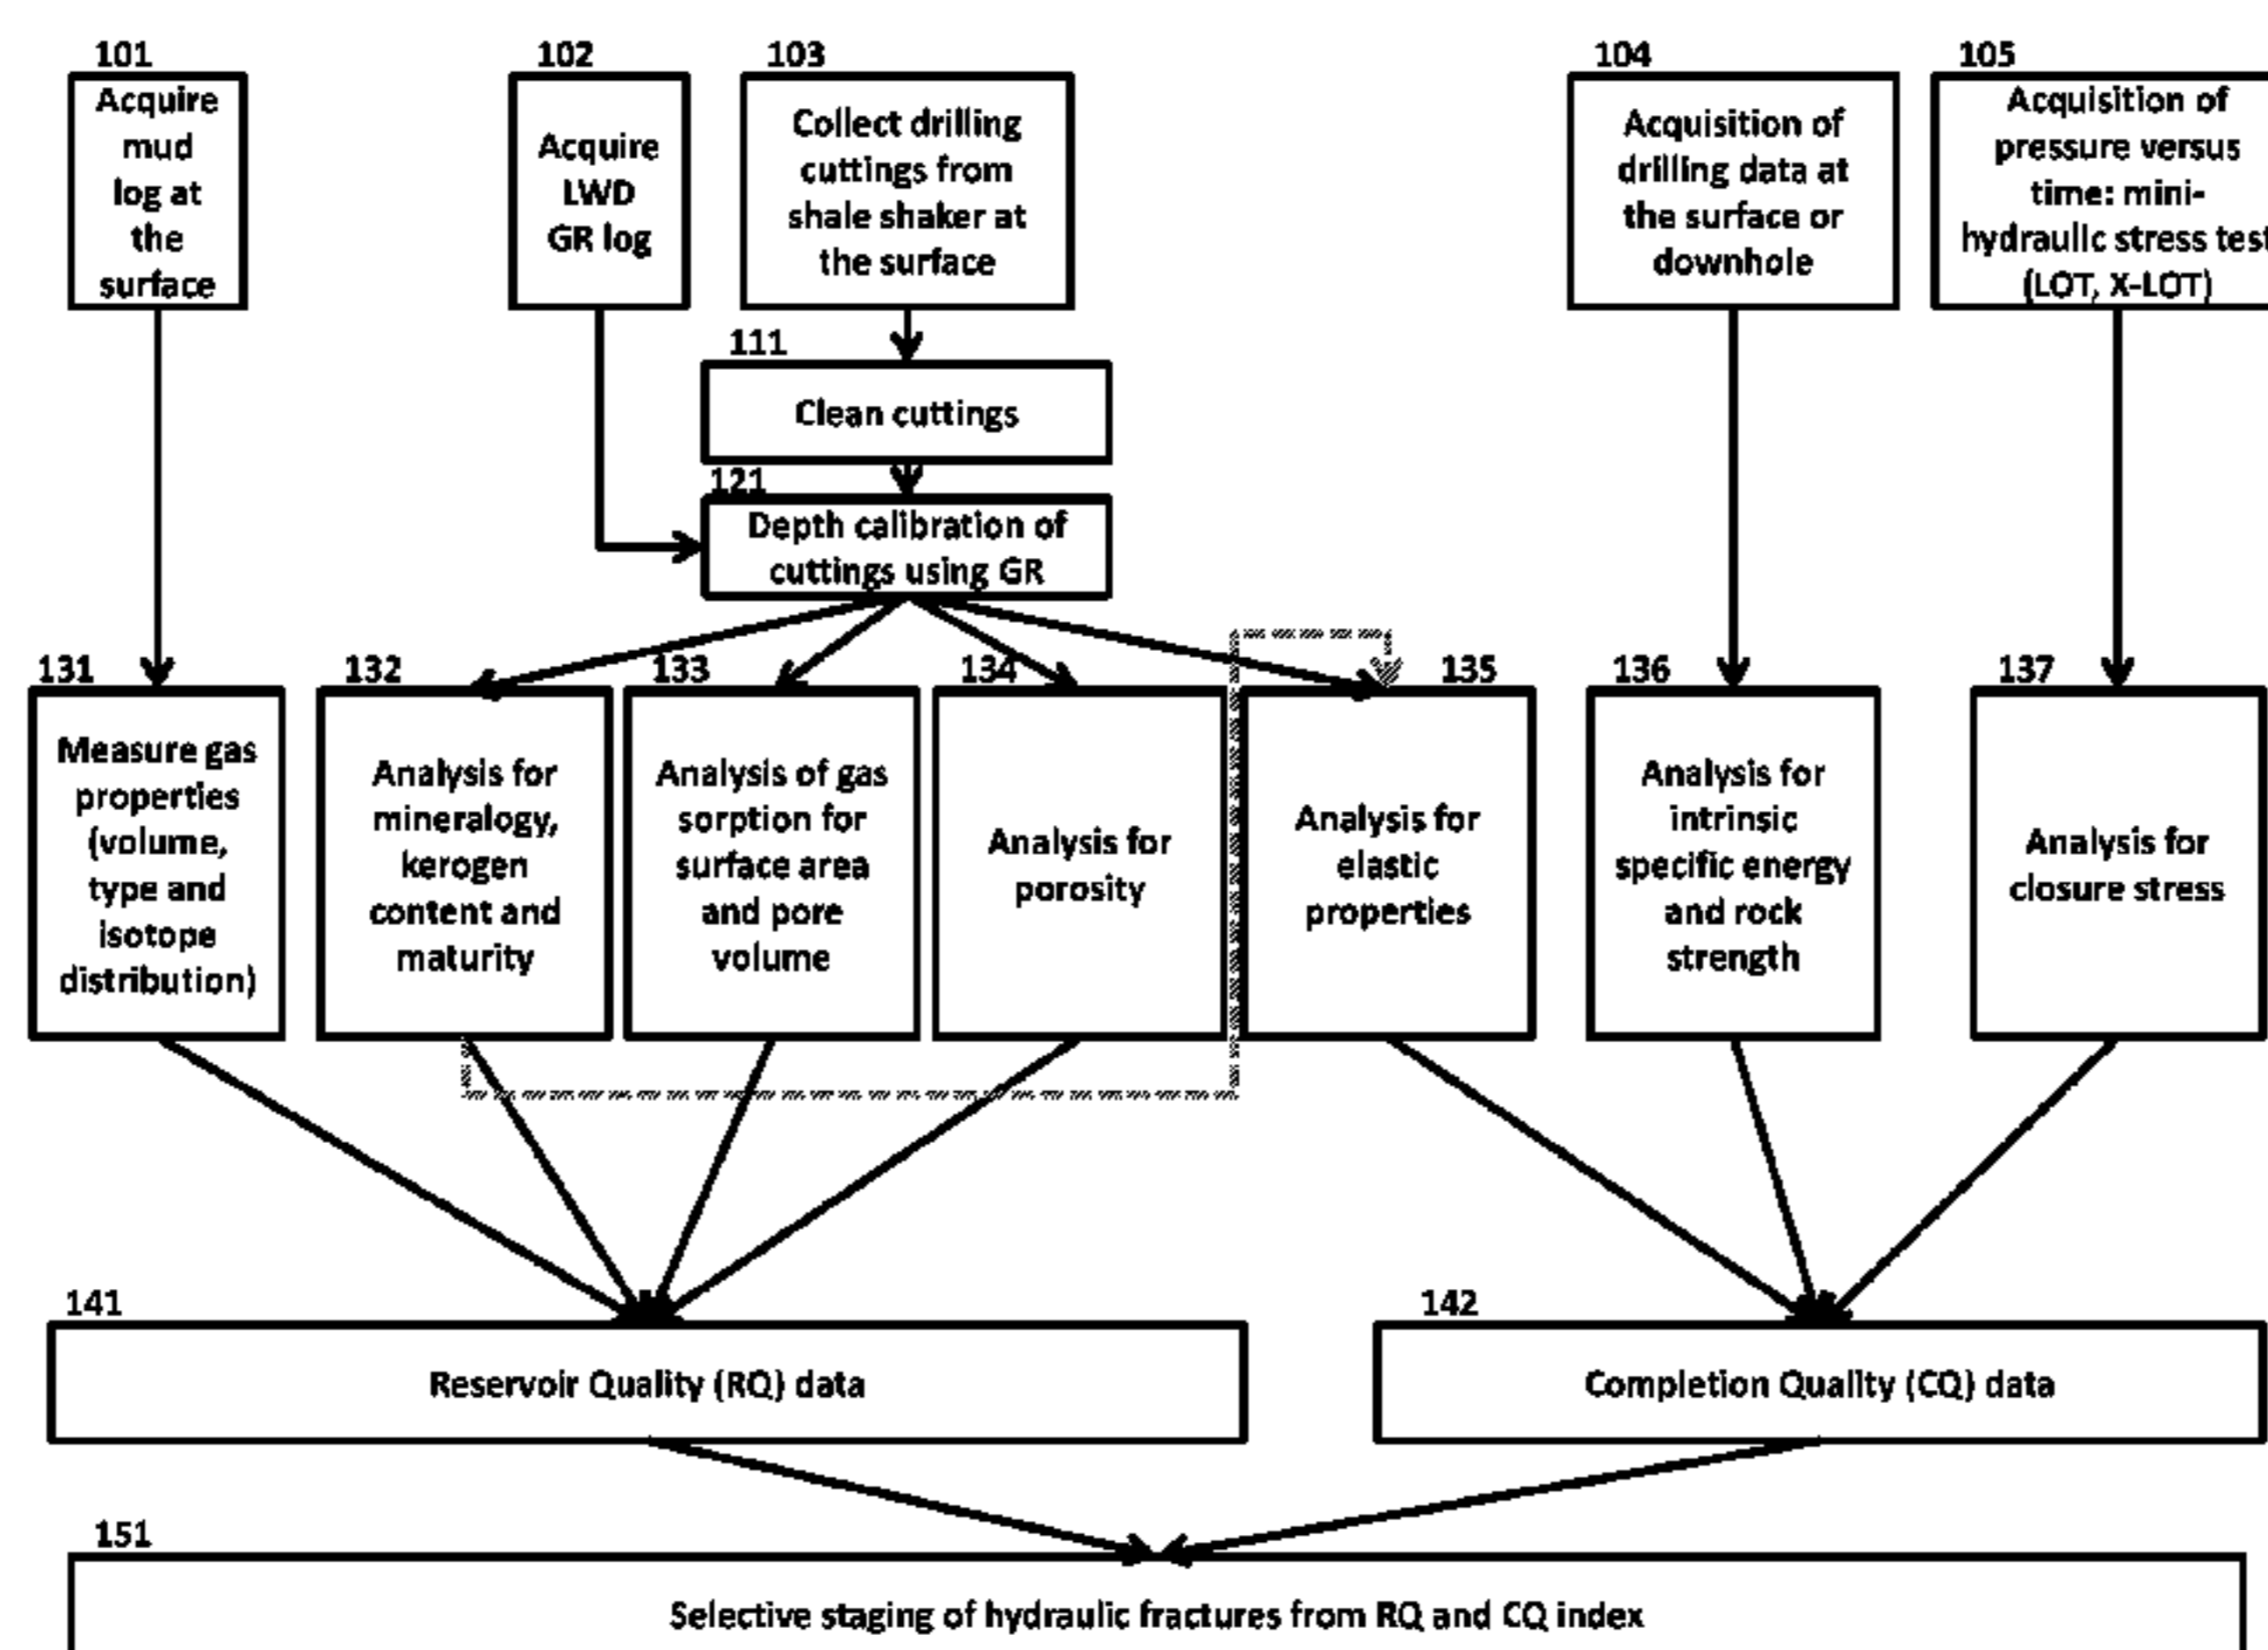 101
Acquire
mud
log at
the
surface
102
Acquire
LWD
GR log
103
Collect drilling
cuttings from
shale shaker at
the surface
104
Acquisition of
drilling data at
the surface or
downhole
105
Acquisition of
pressure versus
time: mini-
hydraulic stress test
(LOT, X-LOT)
111
Clean cuttings
121
Depth calibration of
cuttings using GR
131
Measure gas
properties
(volume,
type and
isotope
distribution)
132
Analysis for
mineralogy,
kerogen
content and
maturity
133
Analysis of gas
sorption for
surface area
and pore
volume
134
Analysis for
porosity
135
Analysis for
elastic
properties
136
Analysis for
intrinsic
specific energy
and rock
strength
137
Analysis for
closure stress
141
Reservoir Quality (RQ) data
142
Completion Quality (CQ) data
151
Selective staging of hydraulic fractures from RQ and CQ index